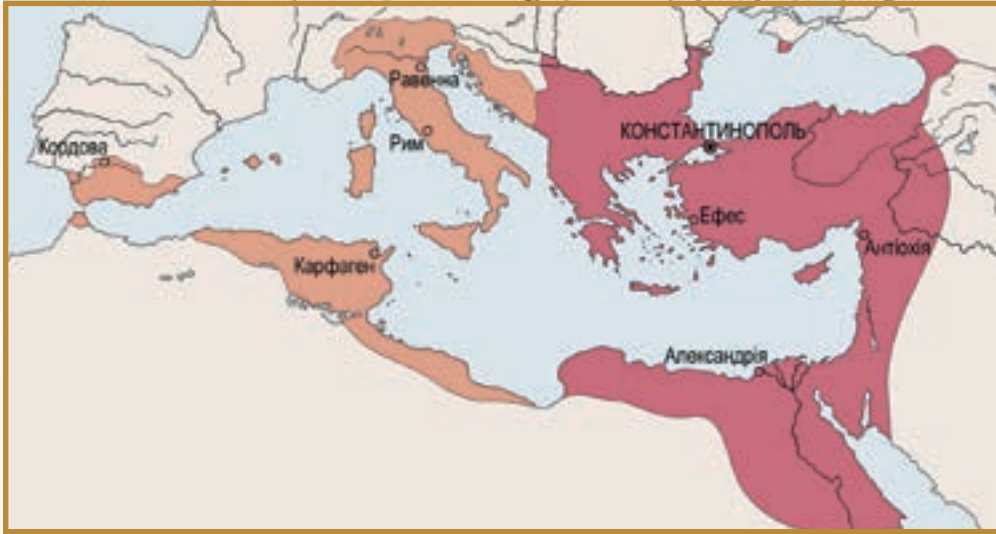 Равенна
КОНСТАНТИНОПОЛЬ
Кордова
Рим
Ефес
Антіохія
Карфаген
Александрія